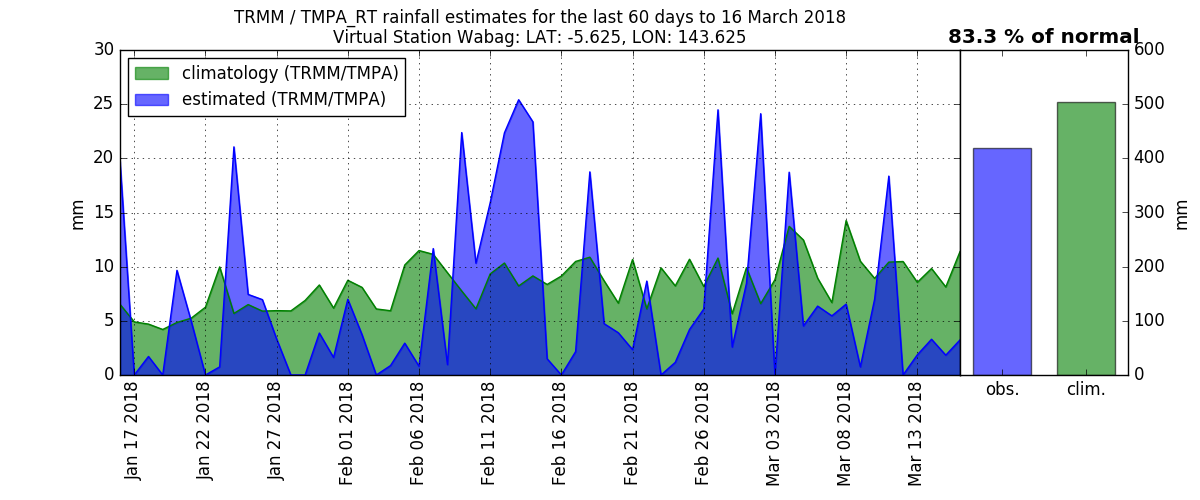 TRMM / TMPA_RT rainfall estimates for the last 60 days to 16 March 2018
Virtual Station Wabag: LAT: -5.625, LON: 143.625
83.3 % of normal
climatology (TRMM/TMPA)
estimated (TRMM/TMPA)
30
25
20
15
10
5
0
mm
600
500
400
300
200
100
0
mm
Jan 17 2018
Jan 22 2018
Jan 27 2018
Feb 01 2018
Feb 06 2018
Feb 11 2018
Feb 16 2018
Feb 21 2018
Feb 26 2018
Mar 03 2018
Mar 08 2018
Mar 13 2018
obs.
clim.